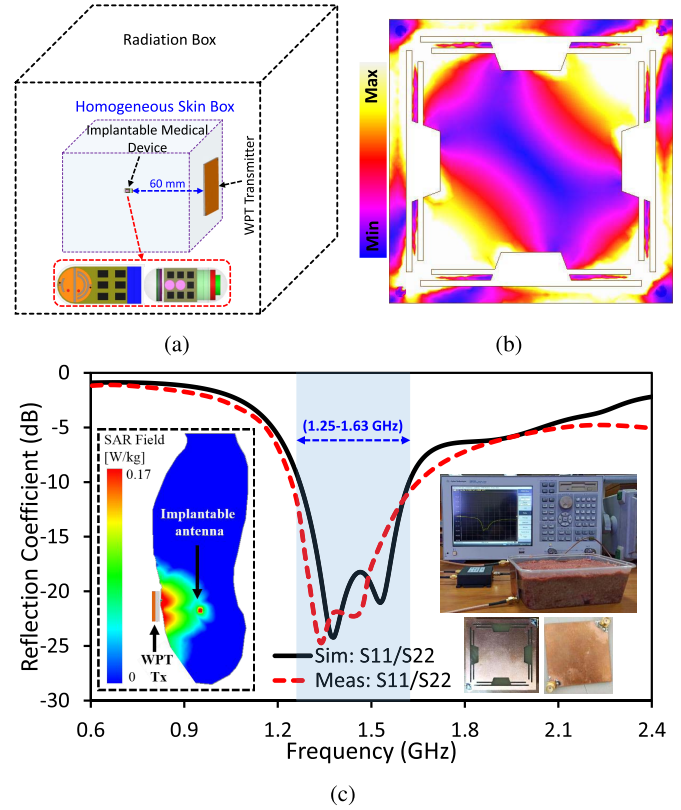 Radiation Box
Homogeneous Skin Box
Implantable Medical
Device
60 mm
WPT Transmitter
(a)
Max
Min
(b)
Reflection Coefficient (dB)
0
-5
-10
-15
-20
-25
-30
(1.25-1.63 GHz)
SAR Field
[W/kg]
0.17
0
Implantable
antenna
WPT
Tx
Sim: S11/S22
Meas: S11/S22
0.6 0.9 1.2 1.5 1.8 2.1 2.4
Frequency (GHz)
(c)